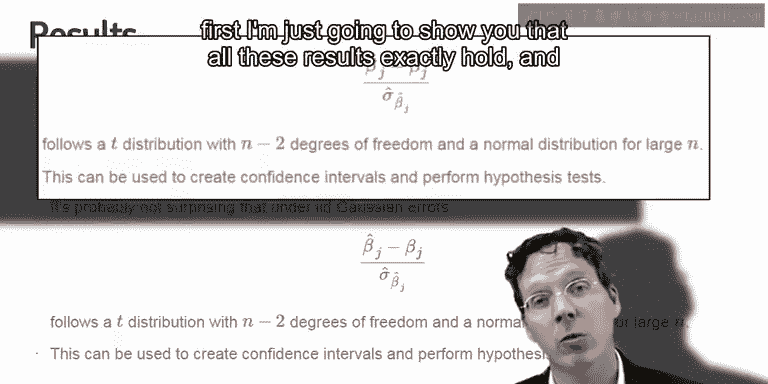 Results
first I'm just going to show you that
all these results exactly hold, and
σ̂β̂j
follows a t distribution with n − 2 degrees of freedom and a normal distribution for large n.
This can be used to create confidence intervals and perform hypothesis tests.
It's probably not surprising that under iid Gaussian errors
β̂j − βj
σ̂β̂j
follows a t distribution with n − 2 degrees of freedom and a norma or large n.
· This can be used to create confidence intervals and perform hypothesi